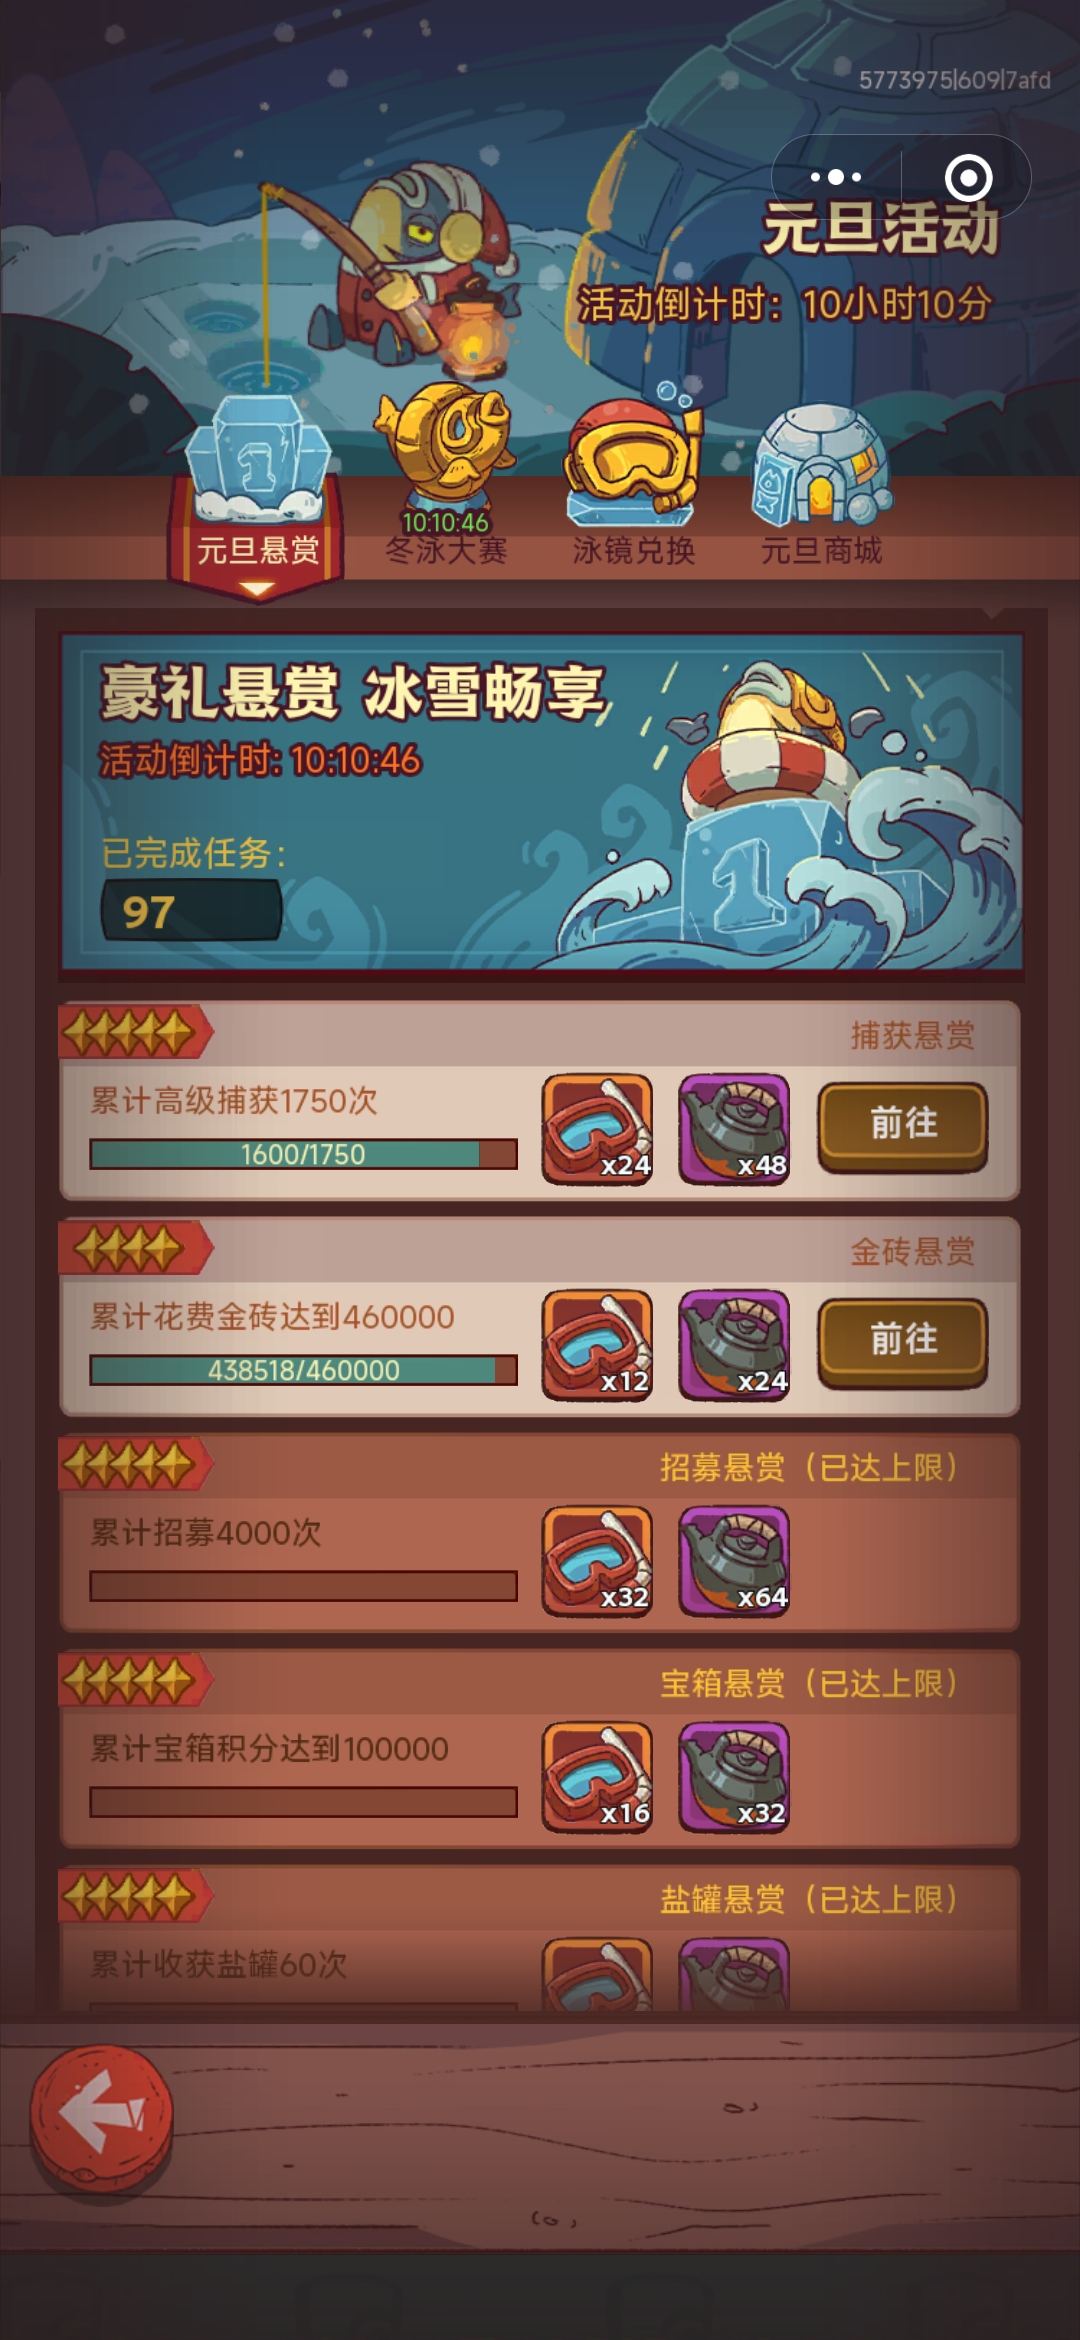 5773975|609|7afd
元旦活动
活动倒计时：10小时10分
10:10:46
元旦悬赏
冬泳大赛
泳镜兑换
元旦商城
豪礼悬赏 冰雪畅享
活动倒计时: 10:10:46
已完成任务：
97
捕获悬赏
累计高级捕获1750次
1600/1750
x24
x48
前往
金砖悬赏
累计花费金砖达到460000
438518/460000
x12
x24
前往
招募悬赏（已达上限）
累计招募4000次
x32
x64
宝箱悬赏（已达上限）
累计宝箱积分达到100000
x16
x32
盐罐悬赏（已达上限）
累计收获盐罐60次